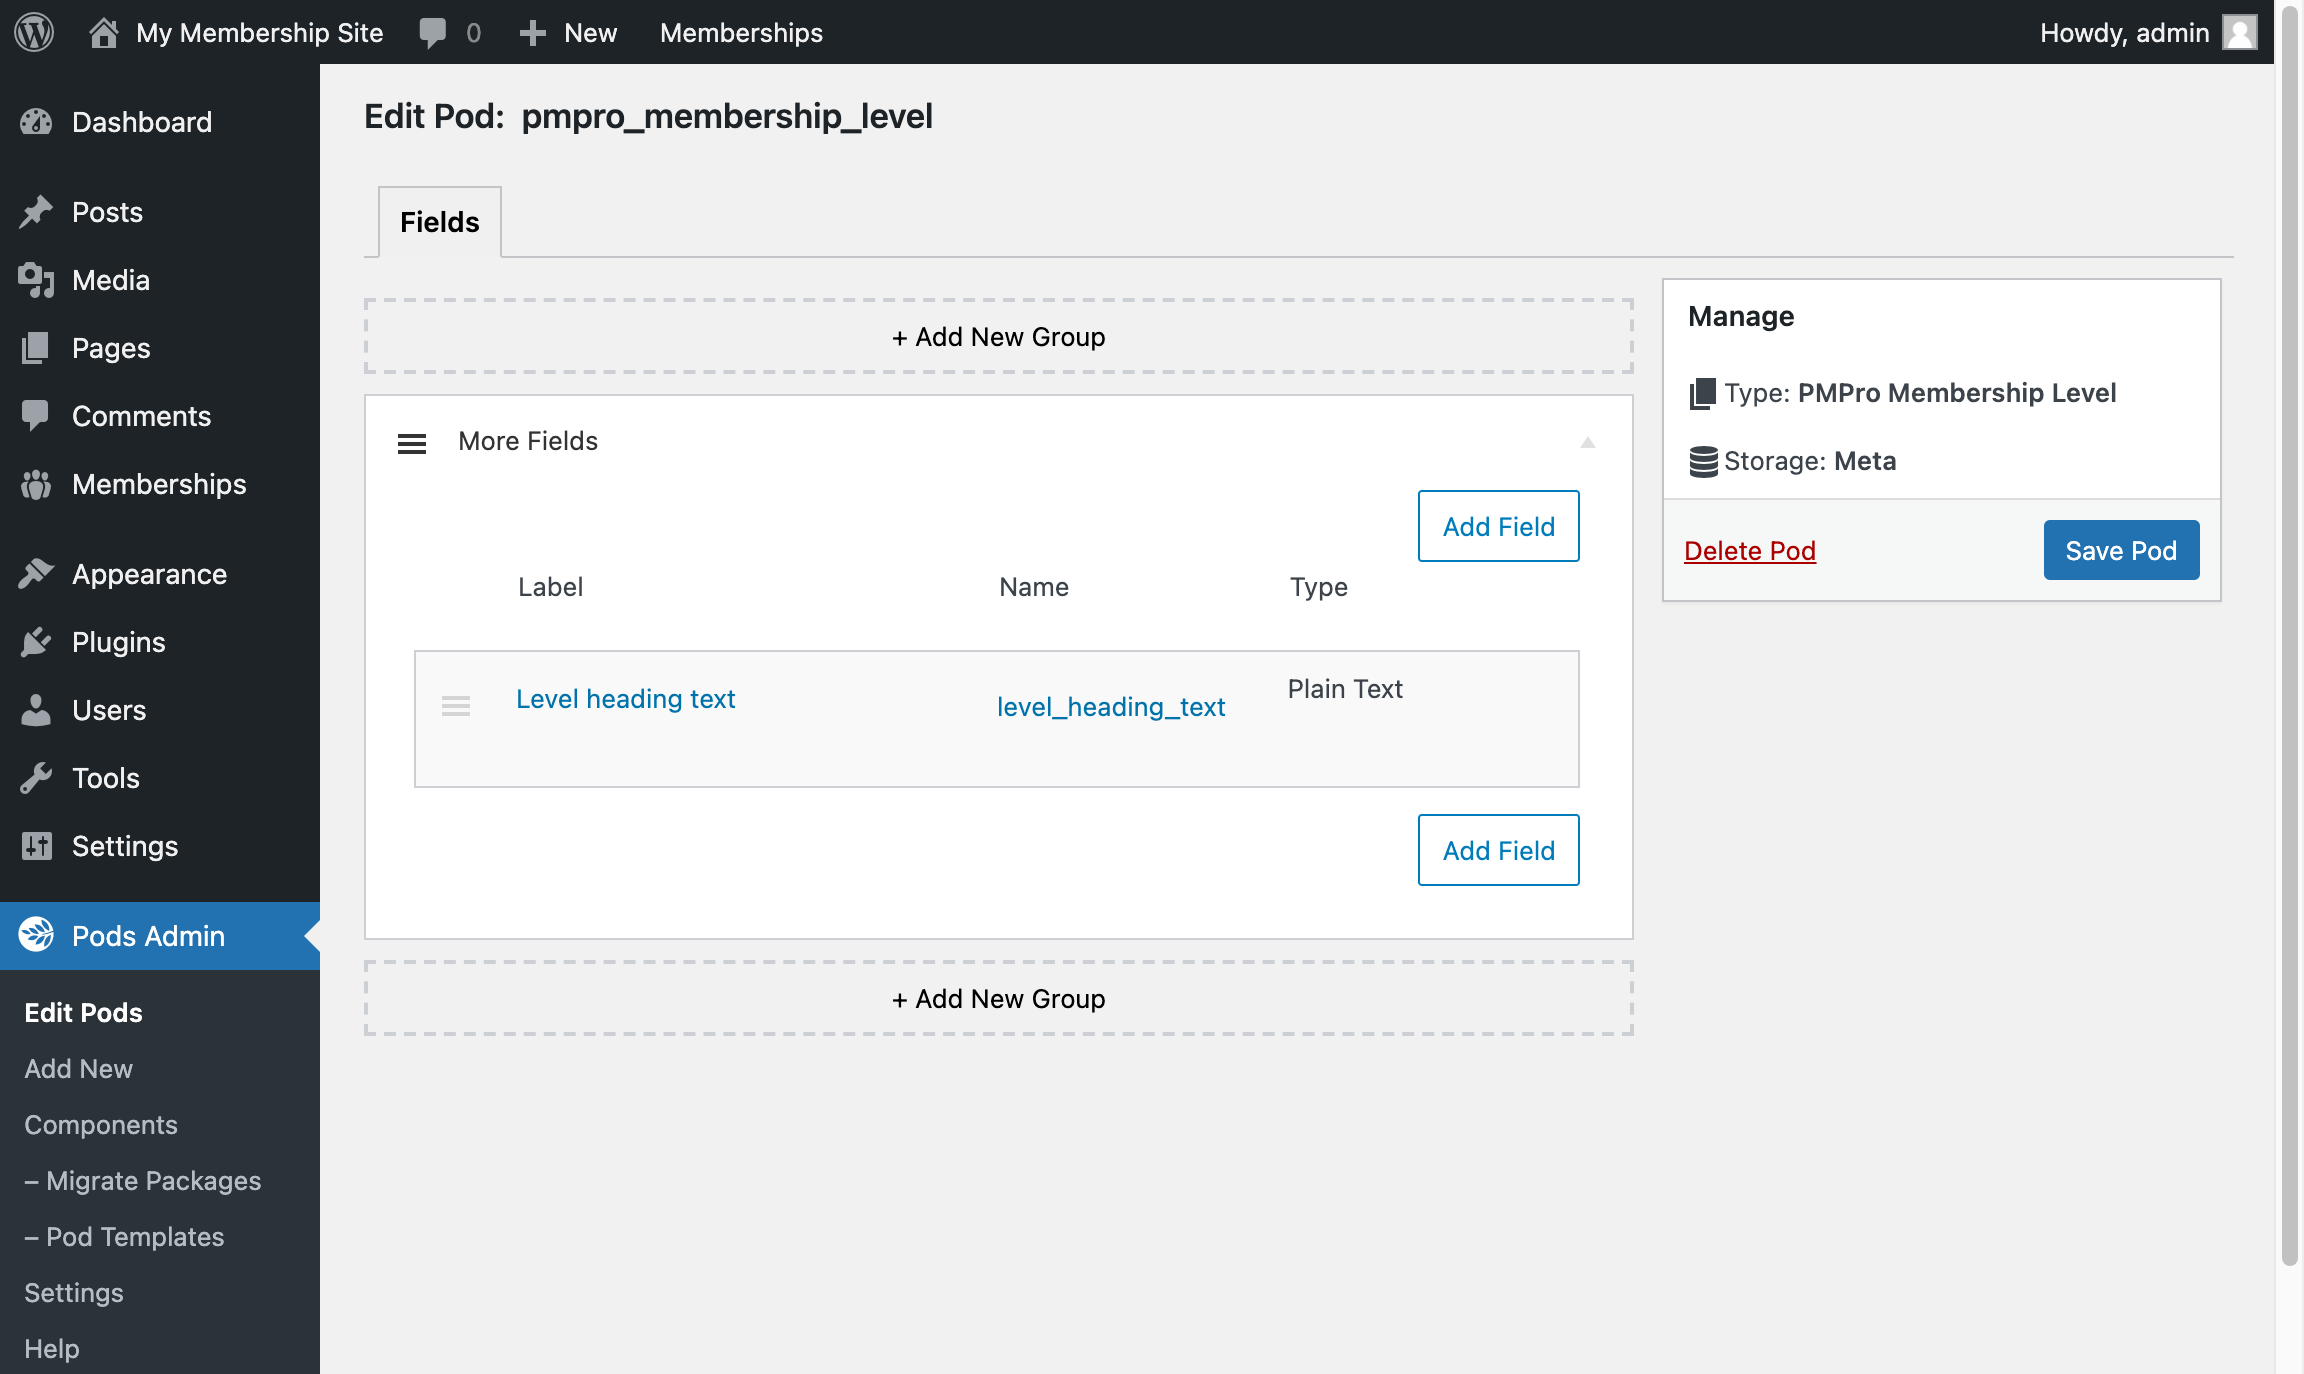 My Membership Site 0 + New Memberships Howdy, admin
Dashboard
Posts
Media
Pages
Comments
Memberships
Appearance
Plugins
Users
Tools
Settings
Pods Admin
Edit Pods
Add New
Components
– Migrate Packages
– Pod Templates
Settings
Help
Edit Pod: pmpro_membership_level
Fields
+ Add New Group
More Fields
Add Field
Label Name Type
Level heading text level_heading_text Plain Text
Add Field
+ Add New Group
Manage
Type: PMPro Membership Level
Storage: Meta
Delete Pod Save Pod